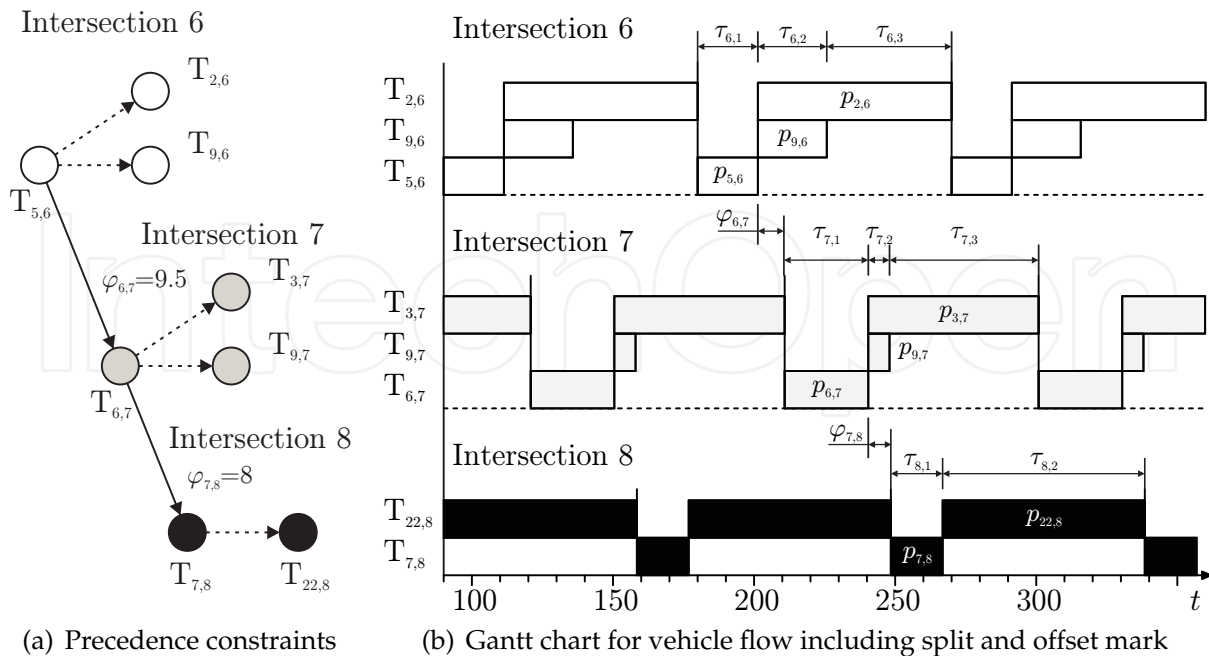 Intersection 6
T2,6
T9,6
T5,6
Intersection 7
φ6,7=9.5
T3,7
T9,7
T6,7
Intersection 8
φ7,8=8
T7,8
T22,8
(a) Precedence constraints
Intersection 6
τ6,1
τ6,2
τ6,3
T2,6
p2,6
T9,6
p9,6
T5,6
p5,6
φ6,7
Intersection 7
τ7,1
τ7,2
τ7,3
T3,7
p3,7
T9,7
p9,7
T6,7
p6,7
φ7,8
Intersection 8
τ8,1
τ8,2
T22,8
p22,8
T7,8
p7,8
100 150 200 250 300 t
(b) Gantt chart for vehicle flow including split and offset mark
IntechOpen